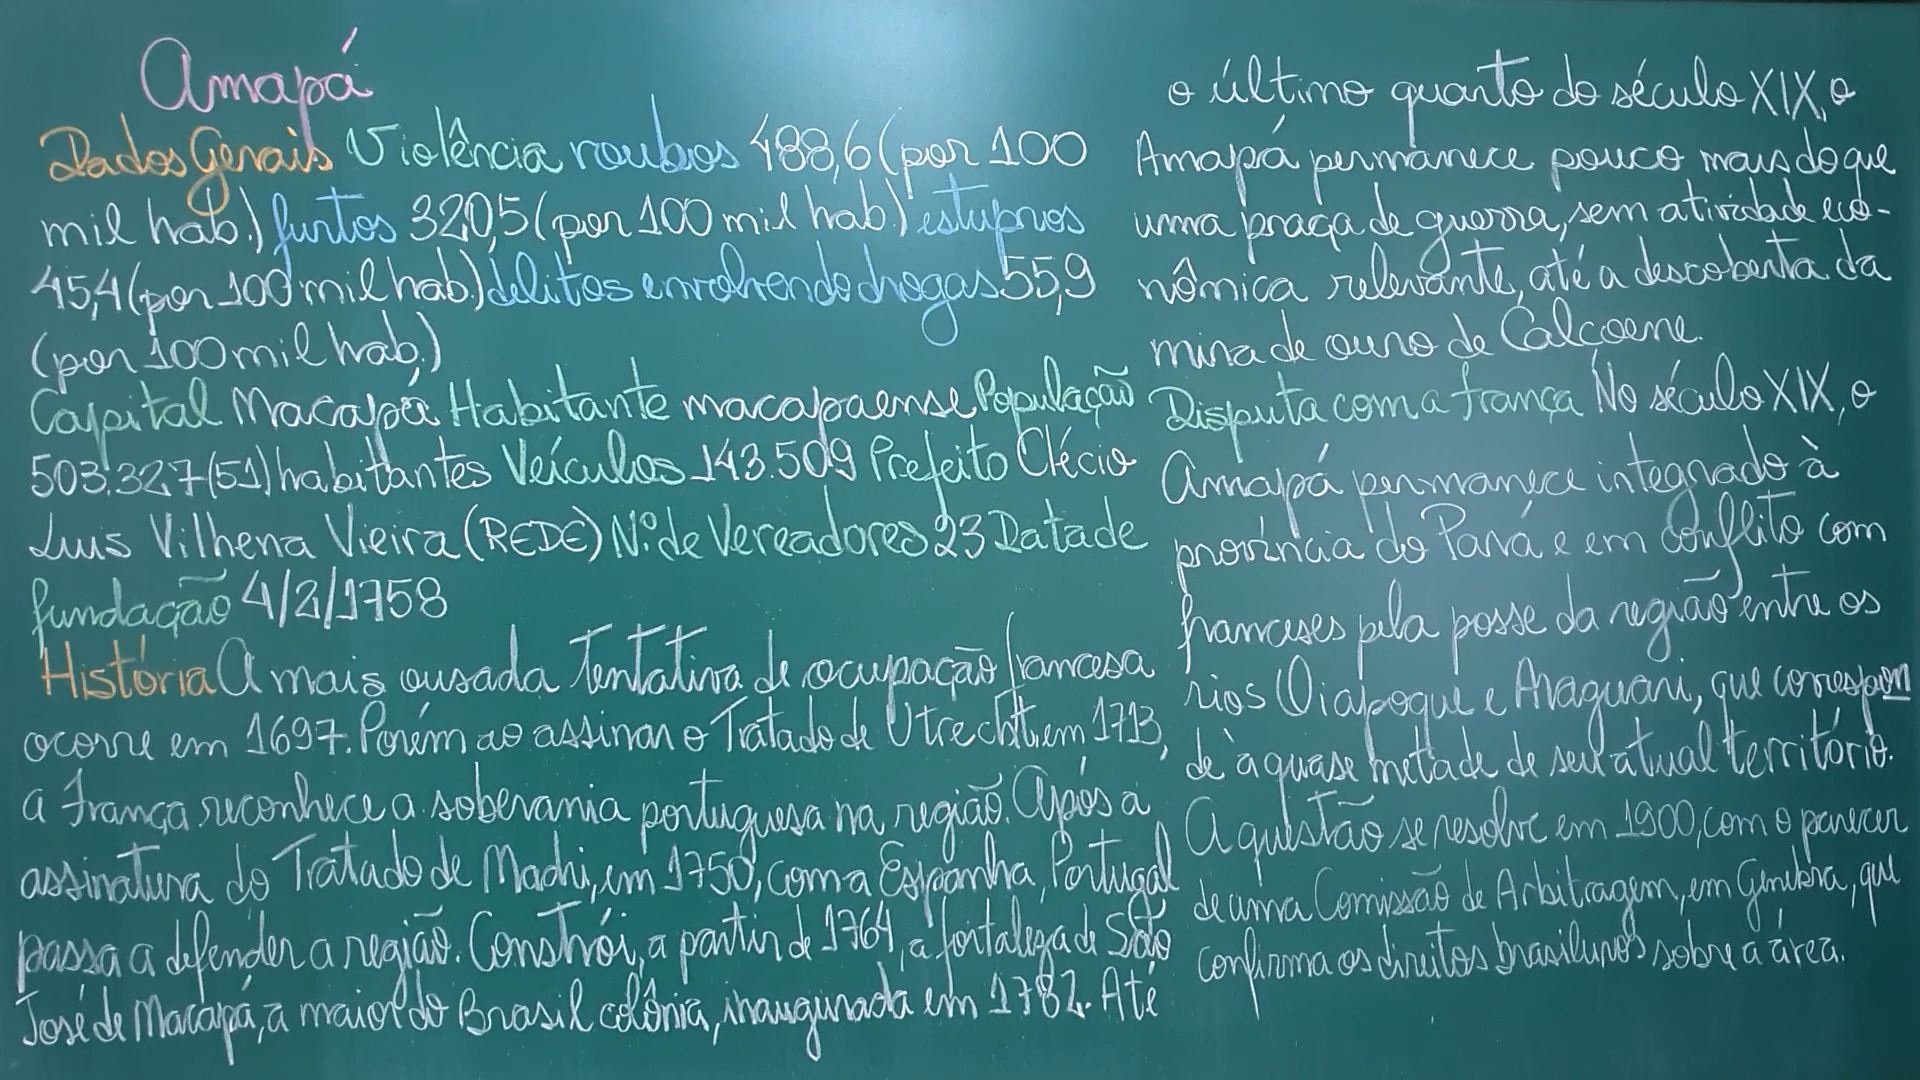 Amapá
Dados Gerais Violência roubos 488,6 (por 100
mil hab.) furtos 320,5 (por 100 mil hab.) estupros
45,4 (por 100 mil hab.) delitos envolvendo drogas 55,9
(por 100 mil hab.)
Capital Macapá Habitante macapaense População
503.327 (51) habitantes Veículos 143.509 Prefeito Clécio
Luis Vilhena Vieira (REDE) Nº de Vereadores 23 Data de
fundação 4/2/1758
História A mais ousada tentativa de ocupação francesa
ocorre em 1697. Porém ao assinar o Tratado de Utrecht, em 1713,
a França reconhece a soberania portuguesa na região. Após a
assinatura do Tratado de Madri, em 1750, com a Espanha, Portugal
passa a defender a região. Constrói, a partir de 1764, a fortaleza de São
José de Macapá, a maior do Brasil colônia, inaugurada em 1782. Até
o último quarto do século XIX, o
Amapá permanece pouco mais do que
uma praça de guerra, sem atividade eco-
nômica relevante, até a descoberta da
mina de ouro de Calçoene.
Disputa com a França No século XIX, o
Amapá permanece integrado à
província do Pará e em conflito com
franceses pela posse da região entre os
rios Oiapoque e Araguari, que correspon
de à quase metade de seu atual território.
A questão se resolve em 1900, com o parecer
de uma Comissão de Arbitragem, em Genebra, que
confirma os direitos brasileiros sobre a área.